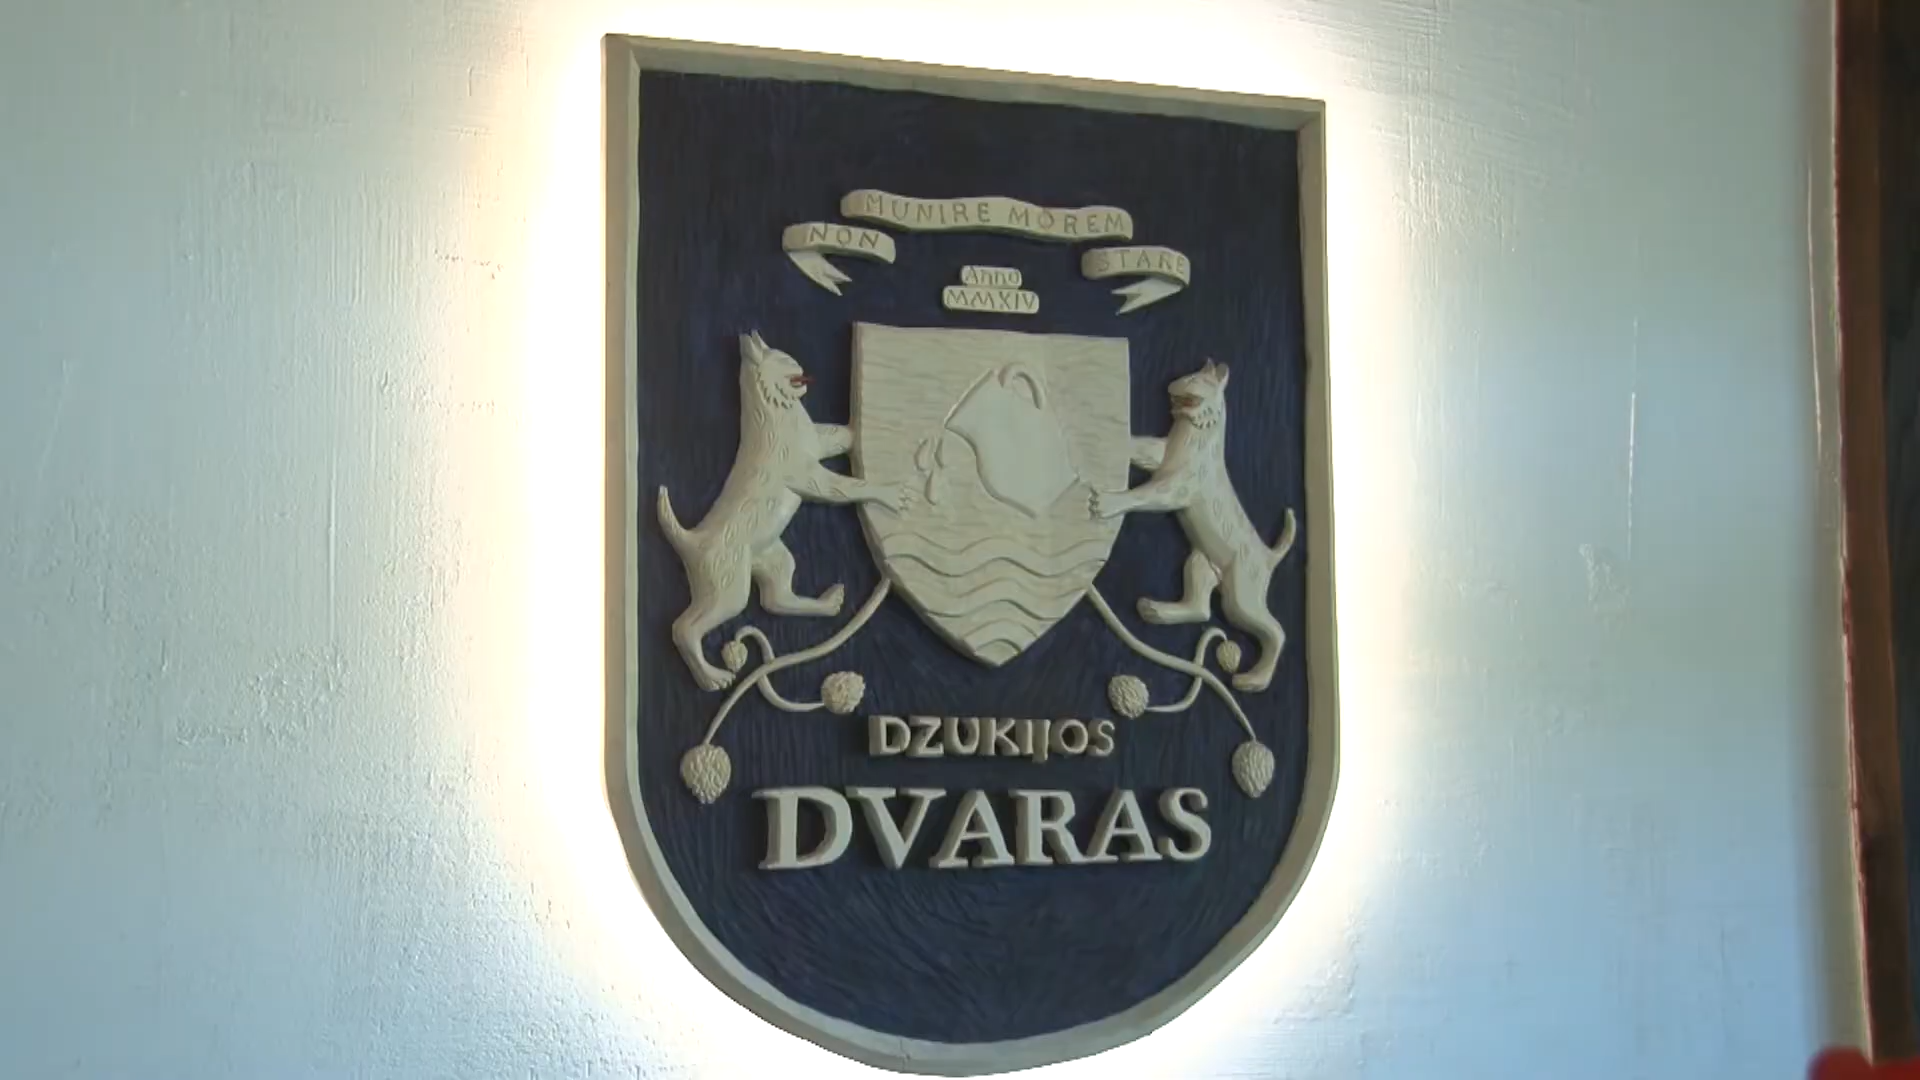 NON MUNIRE MOREM STARE
Anno
MMXIV
DZUKIJOS
DVARAS